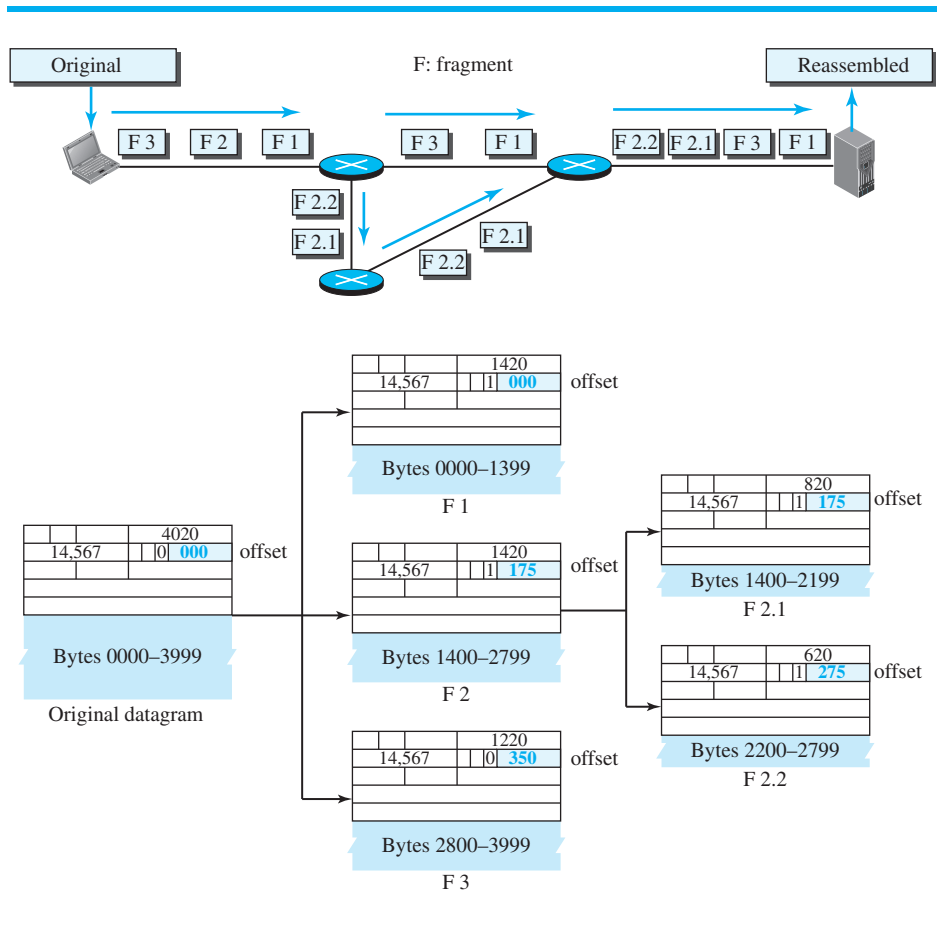 Original
F: fragment
Reassembled
F 3
F 2
F 1
F 3
F 1
F 2.2
F 2.1
F 3
F 1
F 2.2
F 2.1
F 2.1
F 2.2
1420
14,567 1 000 offset
Bytes 0000–1399
F 1
4020
14,567 0 000 offset
Bytes 0000–3999
Original datagram
1420
14,567 1 175 offset
Bytes 1400–2799
F 2
1220
14,567 0 350 offset
Bytes 2800–3999
F 3
820
14,567 1 175 offset
Bytes 1400–2199
F 2.1
620
14,567 1 275 offset
Bytes 2200–2799
F 2.2